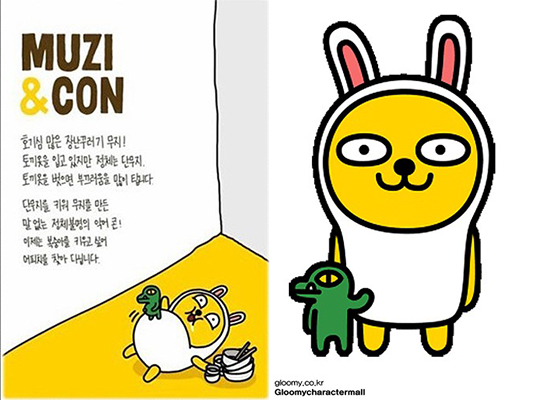 MUZI
&CON
호기심 많은 장난꾸러기 무지!
토끼옷을 입고 있지만 정체는 단무지.
토끼옷을 벗으면 부끄러움을 많이 탑니다.
단무지를 키워 무지를 만든
말 없는 정체불명의 악어 콘!
이제는 복숭아를 키우고 싶어
어피치를 찾아 다닙니다.
gloomy.co.kr
Gloomycharactermall